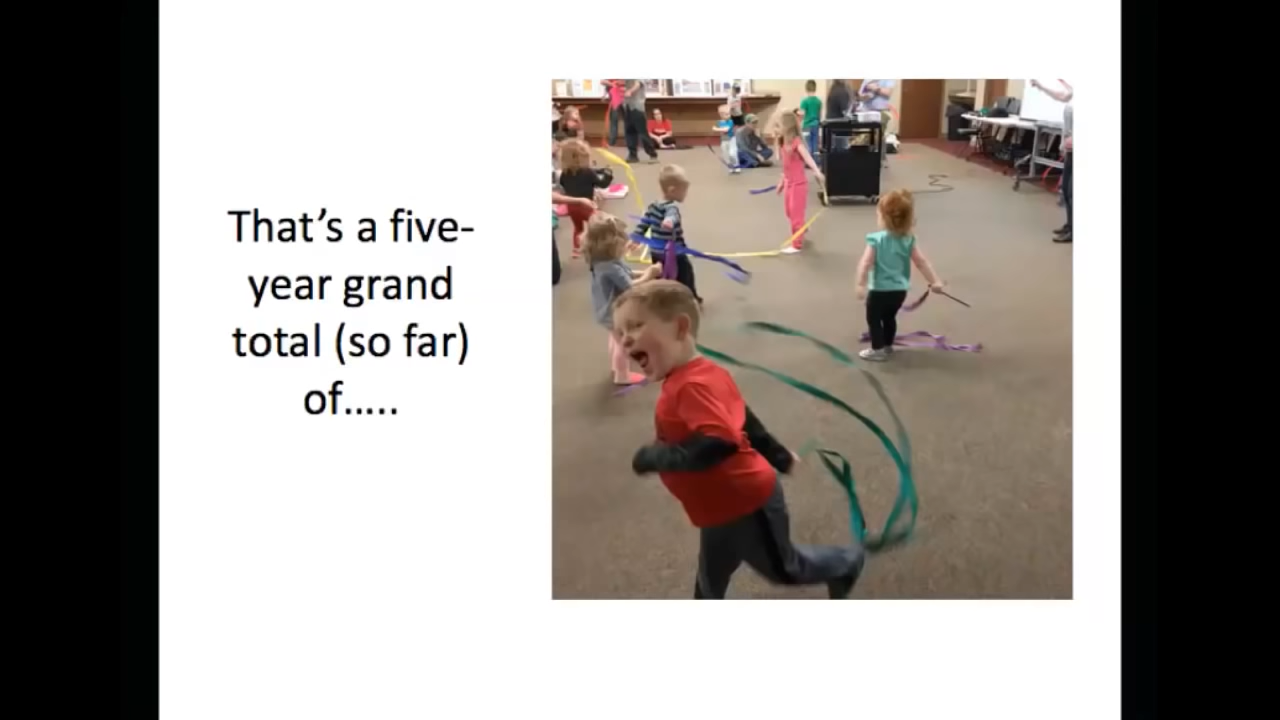 That’s a five-
year grand
total (so far)
of…..